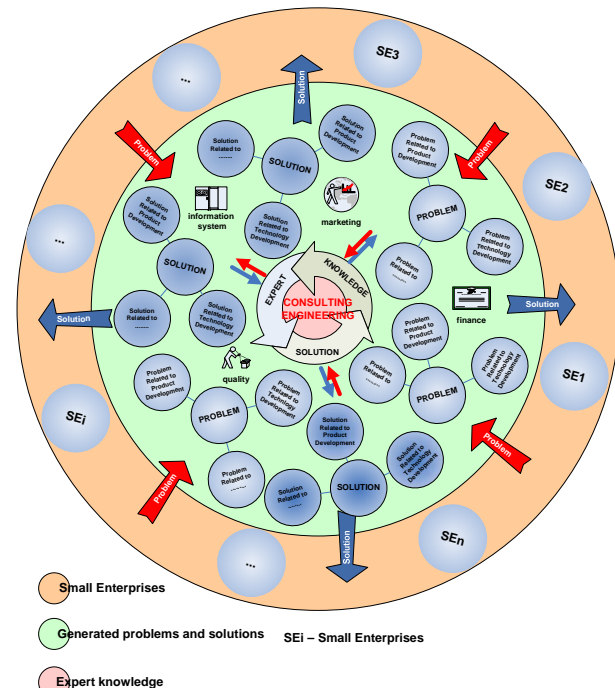 SE3
...
Solution
Problem
Problem
Solution
Related to
.........
Solution
Related to
Product
Development
SOLUTION
Problem
Related to
Product
Development
SE2
Solution
Related to
Product
Development
information
system
marketing
PROBLEM
...
Solution
Related to
Technology
Development
Problem
Related to
Technology
Development
SOLUTION
Problem
Related to
.........
EXPERT
KNOWLEDGE
CONSULTING
ENGINEERING
SOLUTION
Solution
Solution
Related to
.........
Solution
Related to
Technology
Development
Problem
Related to
Product
Development
finance
Solution
quality
Problem
Related to
Product
Development
Problem
Related to
Technology
Development
Problem
Related to
.........
Problem
Related to
Technology
Development
SE1
SEi
PROBLEM
PROBLEM
Solution
Related to
Product
Development
Problem
Problem
Related to
.........
Solution
Related to
.........
SOLUTION
Solution
Related to
Technology
Development
Problem
Solution
SEn
...
Small Enterprises
Generated problems and solutions
SEi – Small Enterprises
Expert knowledge